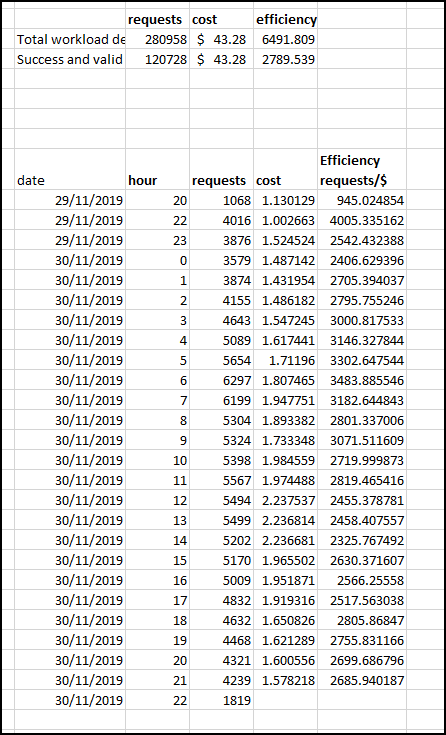 requests cost efficiency
Total workload de 280958 $ 43.28 6491.809
Success and valid 120728 $ 43.28 2789.539
Efficiency
date hour requests cost requests/$
29/11/2019 20 1068 1.130129 945.024854
29/11/2019 22 4016 1.002663 4005.335162
29/11/2019 23 3876 1.524524 2542.432388
30/11/2019 0 3579 1.487142 2406.629396
30/11/2019 1 3874 1.431954 2705.394037
30/11/2019 2 4155 1.486182 2795.755246
30/11/2019 3 4643 1.547245 3000.817533
30/11/2019 4 5089 1.617441 3146.327844
30/11/2019 5 5654 1.71196 3302.647544
30/11/2019 6 6297 1.807465 3483.885546
30/11/2019 7 6199 1.947751 3182.644843
30/11/2019 8 5304 1.893382 2801.337006
30/11/2019 9 5324 1.733348 3071.511609
30/11/2019 10 5398 1.984559 2719.999873
30/11/2019 11 5567 1.974488 2819.465416
30/11/2019 12 5494 2.237537 2455.378781
30/11/2019 13 5499 2.236814 2458.407557
30/11/2019 14 5202 2.236681 2325.767492
30/11/2019 15 5170 1.965502 2630.371607
30/11/2019 16 5009 1.951871 2566.25558
30/11/2019 17 4832 1.919316 2517.563038
30/11/2019 18 4632 1.650826 2805.86847
30/11/2019 19 4468 1.621289 2755.831166
30/11/2019 20 4321 1.600556 2699.686796
30/11/2019 21 4239 1.578218 2685.940187
30/11/2019 22 1819